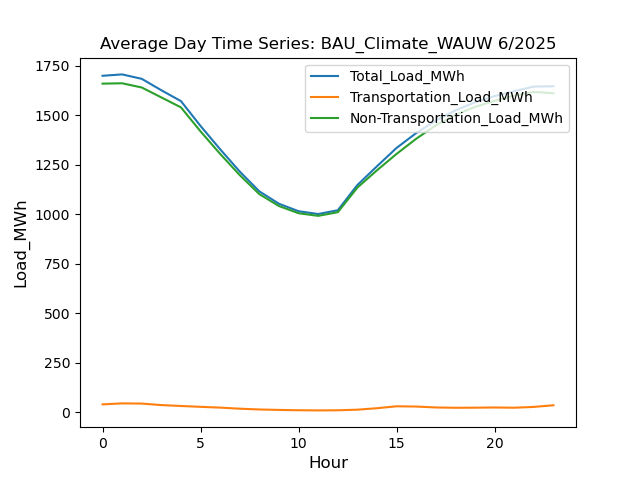 Average Day Time Series: BAU_Climate_WAUW 6/2025
Load_MWh
1750
1500
1250
1000
750
500
250
0
Total_Load_MWh
Transportation_Load_MWh
Non-Transportation_Load_MWh
0 5 10 15 20
Hour